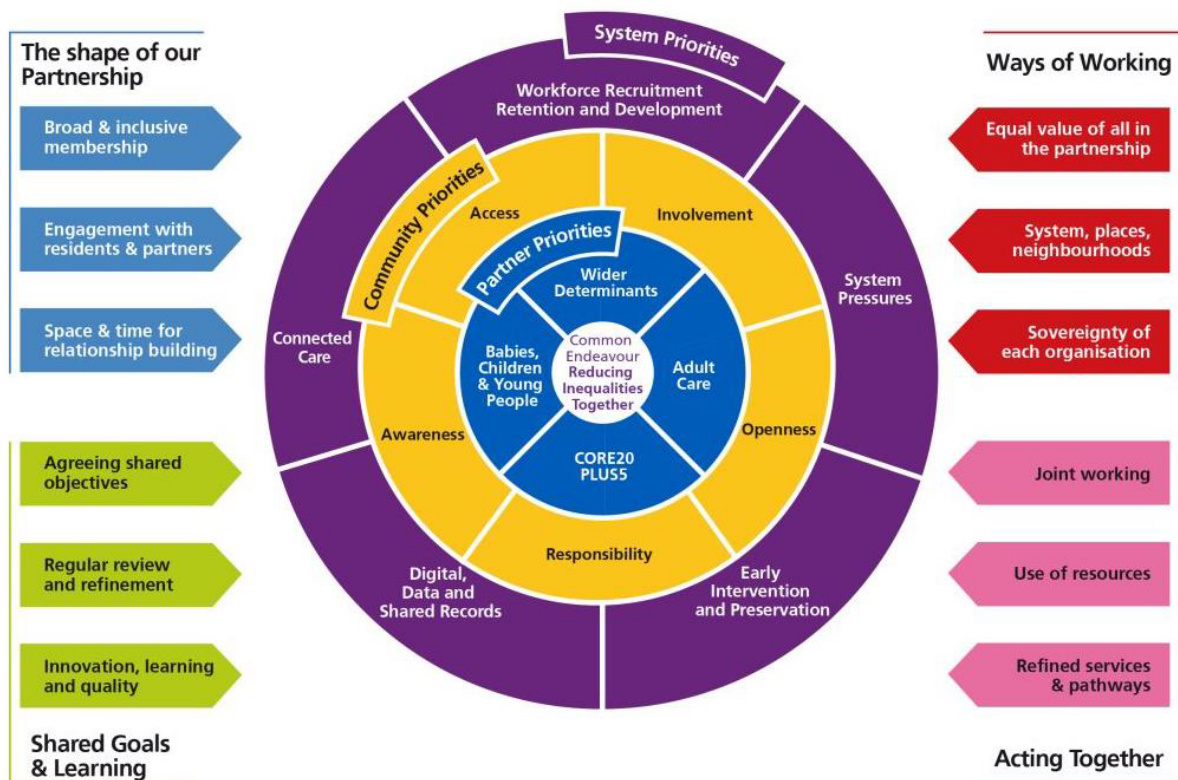 The shape of our
Partnership
Broad & inclusive
membership
Engagement with
residents & partners
Space & time for
relationship building
Agreeing shared
objectives
Regular review
and refinement
Innovation, learning
and quality
Shared Goals
& Learning
System Priorities
Workforce Recruitment
Retention and Development
System
Pressures
Early
Intervention
and Preservation
Digital,
Data and
Shared Records
Connected
Care
Community Priorities
Access
Involvement
Openness
Responsibility
Awareness
Partner Priorities
Wider
Determinants
Adult
Care
CORE20
PLUS5
Babies,
Children
& Young
People
Common
Endeavour
Reducing
Inequalities
Together
Ways of Working
Equal value of all in
the partnership
System, places,
neighbourhoods
Sovereignty of
each organisation
Joint working
Use of resources
Refined services
& pathways
Acting Together